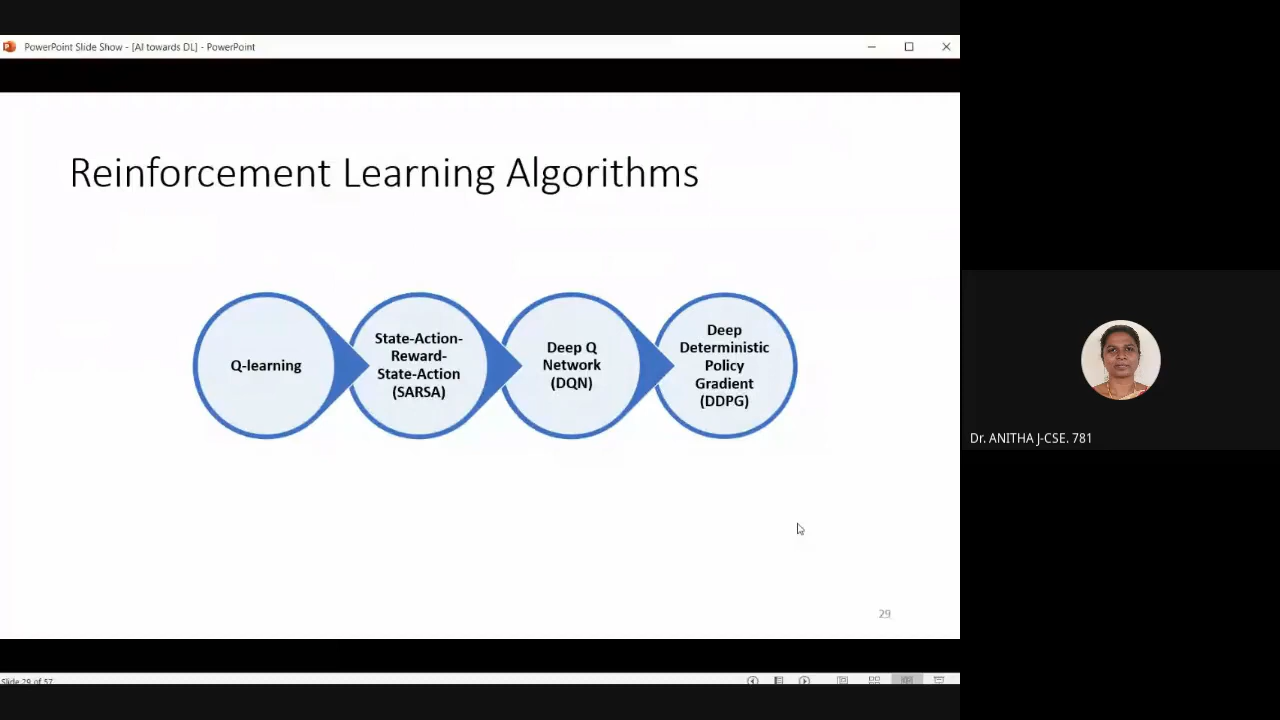 PowerPoint Slide Show - [AI towards DL] - PowerPoint
Reinforcement Learning Algorithms
Q-learning
State-Action-
Reward-
State-Action
(SARSA)
Deep Q
Network
(DQN)
Deep
Deterministic
Policy
Gradient
(DDPG)
Dr. ANITHA J-CSE. 781
29
Slide 29 of 57